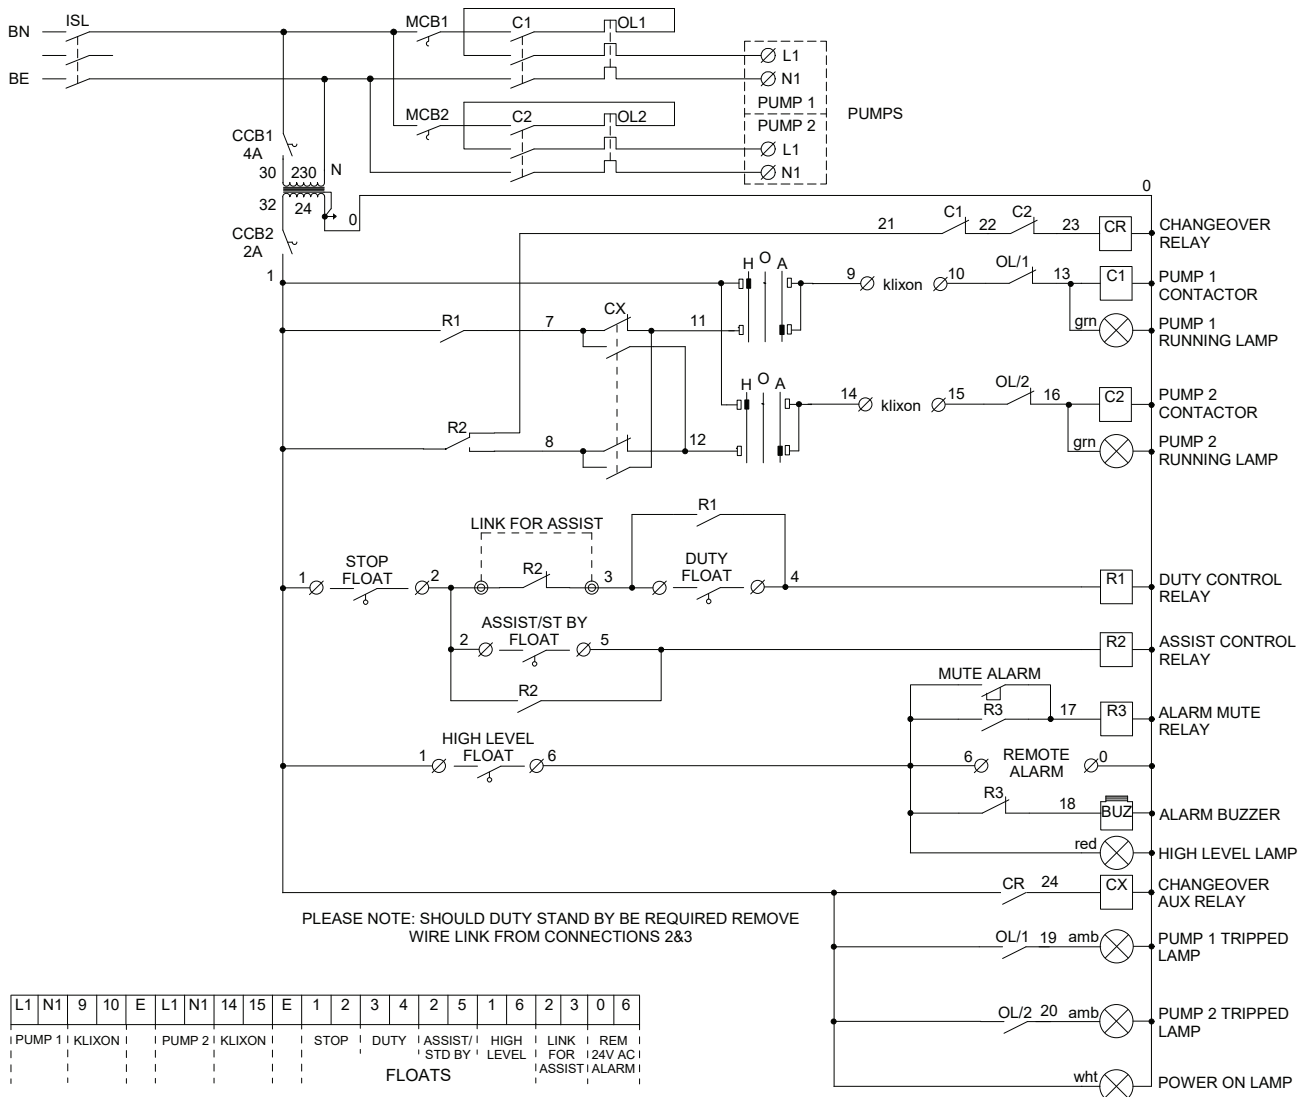 BN
ISL
BE
MCB1
C1
OL1
L1
N1
PUMP 1
MCB2
C2
OL2
PUMP 2
L1
N1
PUMPS
CCB1
4A
30
230
N
32
24
0
CCB2
2A
0
1
21
C1
22
C2
23
CR
CHANGEOVER
RELAY
H O A
9
klixon
10
OL/1
13
C1
PUMP 1
CONTACTOR
R1
7
CX
11
grn
PUMP 1
RUNNING LAMP
H O A
14
klixon
15
OL/2
16
C2
PUMP 2
CONTACTOR
R2
8
12
grn
PUMP 2
RUNNING LAMP
R1
LINK FOR ASSIST
1
STOP
FLOAT
2
R2
3
DUTY
FLOAT
4
R1
DUTY CONTROL
RELAY
2
ASSIST/ST BY
FLOAT
5
R2
ASSIST CONTROL
RELAY
R2
MUTE ALARM
R3
17
R3
ALARM MUTE
RELAY
1
HIGH LEVEL
FLOAT
6
6
REMOTE
ALARM
0
R3
18
BUZ
ALARM BUZZER
red
HIGH LEVEL LAMP
CR
24
CX
CHANGEOVER
AUX RELAY
PLEASE NOTE: SHOULD DUTY STAND BY BE REQUIRED REMOVE
WIRE LINK FROM CONNECTIONS 2&3
OL/1
19
amb
PUMP 1 TRIPPED
LAMP
OL/2
20
amb
PUMP 2 TRIPPED
LAMP
wht
POWER ON LAMP
L1 N1 9 10 E L1 N1 14 15 E 1 2 3 4 2 5 1 6 2 3 0 6
PUMP 1 KLIXON PUMP 2 KLIXON STOP DUTY ASSIST/ HIGH LINK REM
STD BY LEVEL FOR 24V AC
ASSIST ALARM
FLOATS